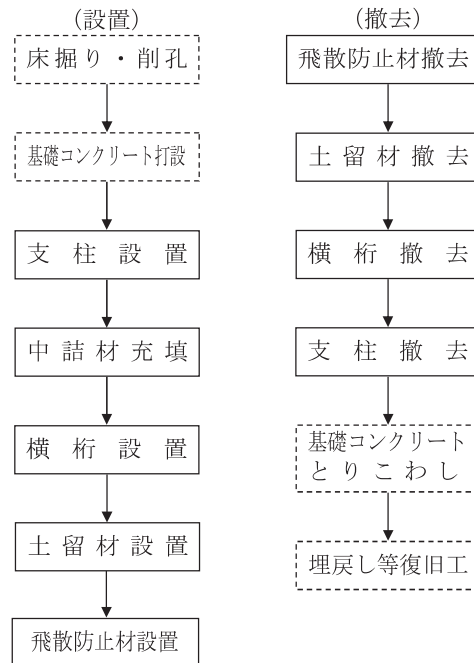 （設置）
床掘り・削孔
基礎コンクリート打設
支柱設置
中詰材充填
横桁設置
土留材設置
飛散防止材設置
（撤去）
飛散防止材撤去
土留材撤去
横桁撤去
支柱撤去
基礎コンクリート
とりこわし
埋戻し等復旧工